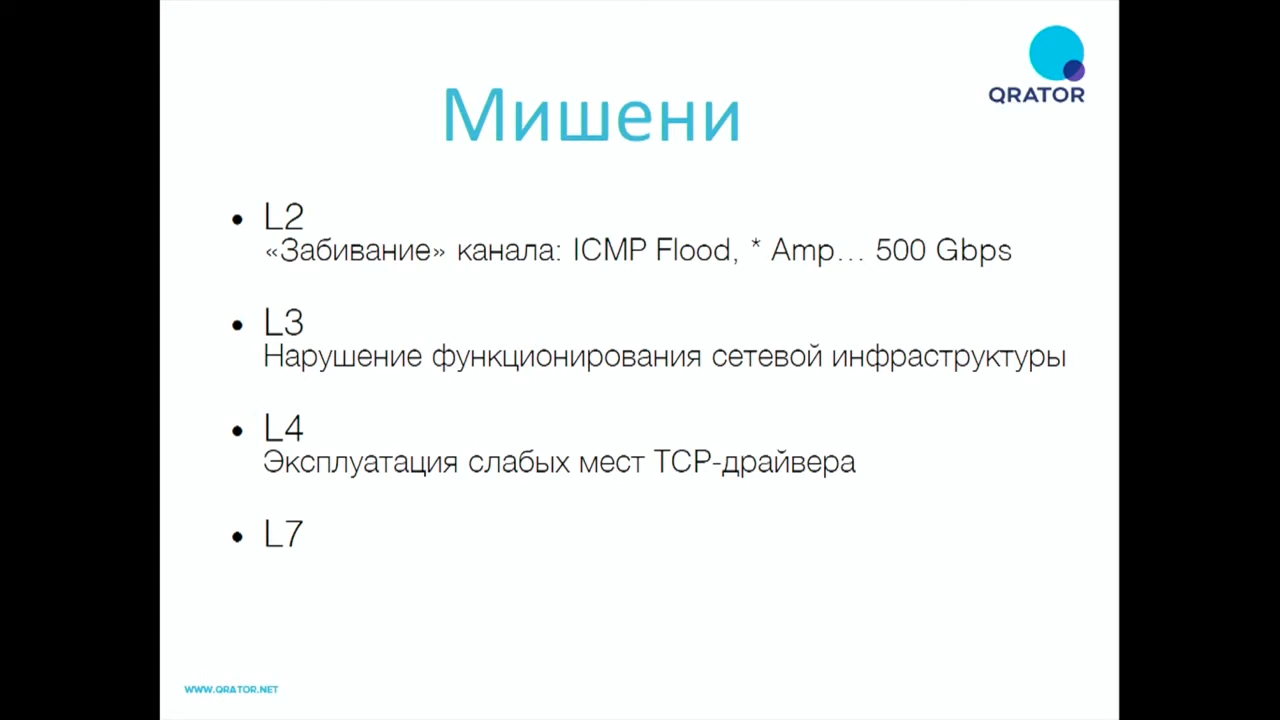 QRATOR
Мишени
• L2
«Забивание» канала: ICMP Flood, * Amp... 500 Gbps
• L3
Нарушение функционирования сетевой инфраструктуры
• L4
Эксплуатация слабых мест TCP-драйвера
• L7
WWW.QRATOR.NET